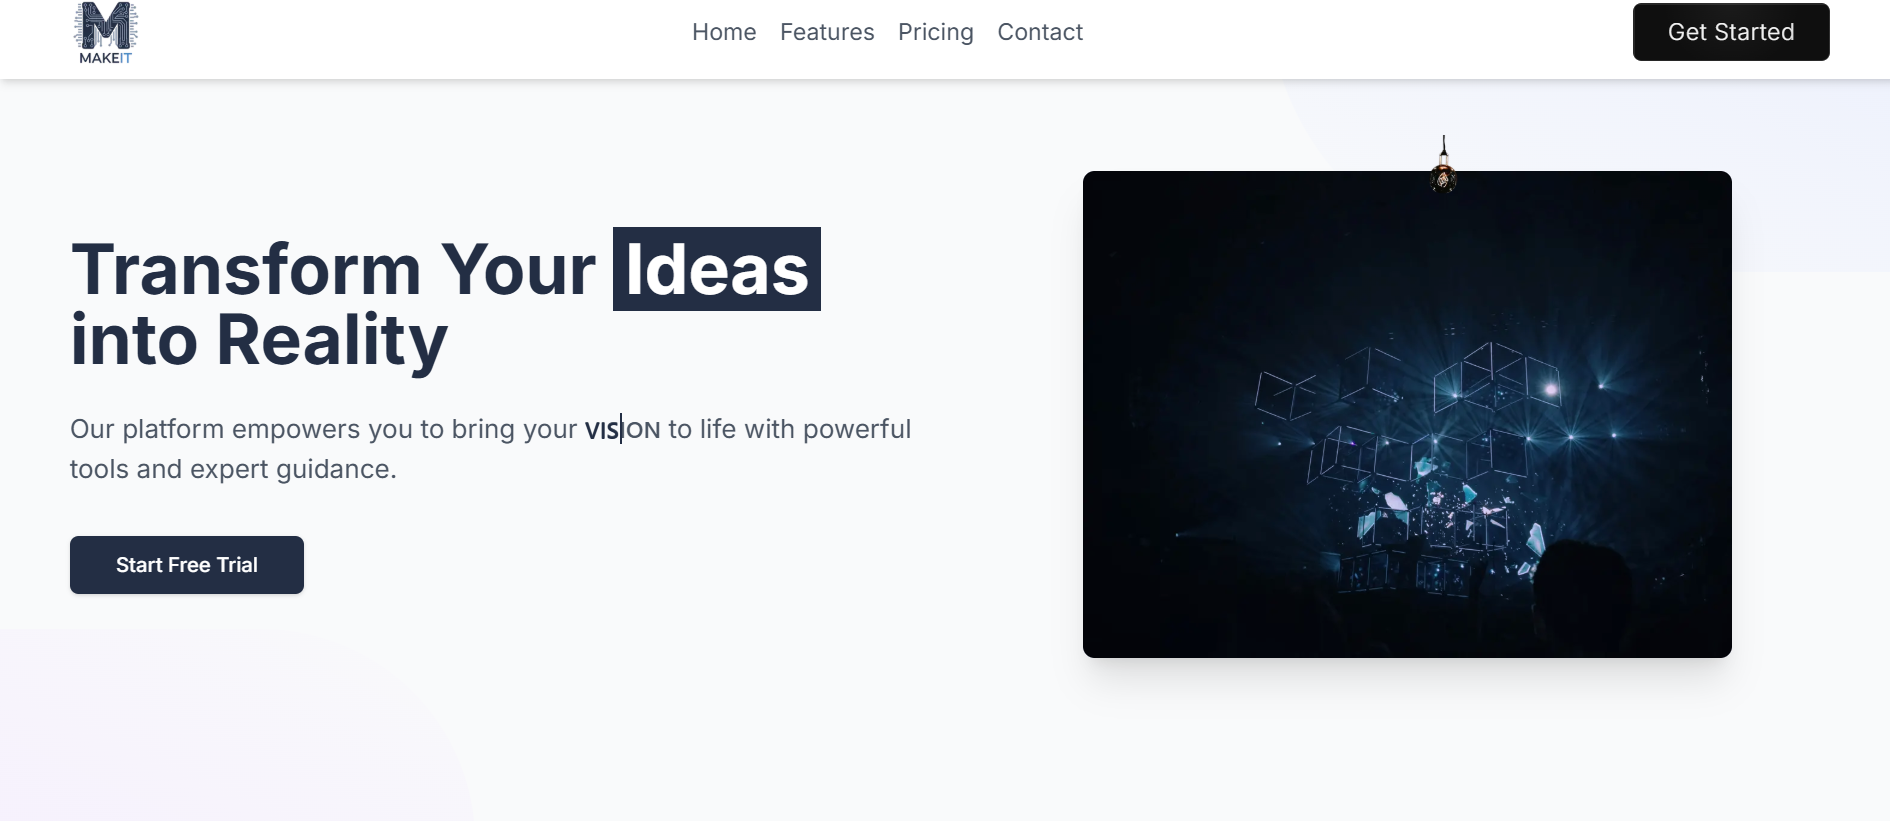 MAKEIT
Home Features Pricing Contact
Get Started
Transform Your Ideas
into Reality
Our platform empowers you to bring your VISION to life with powerful
tools and expert guidance.
Start Free Trial